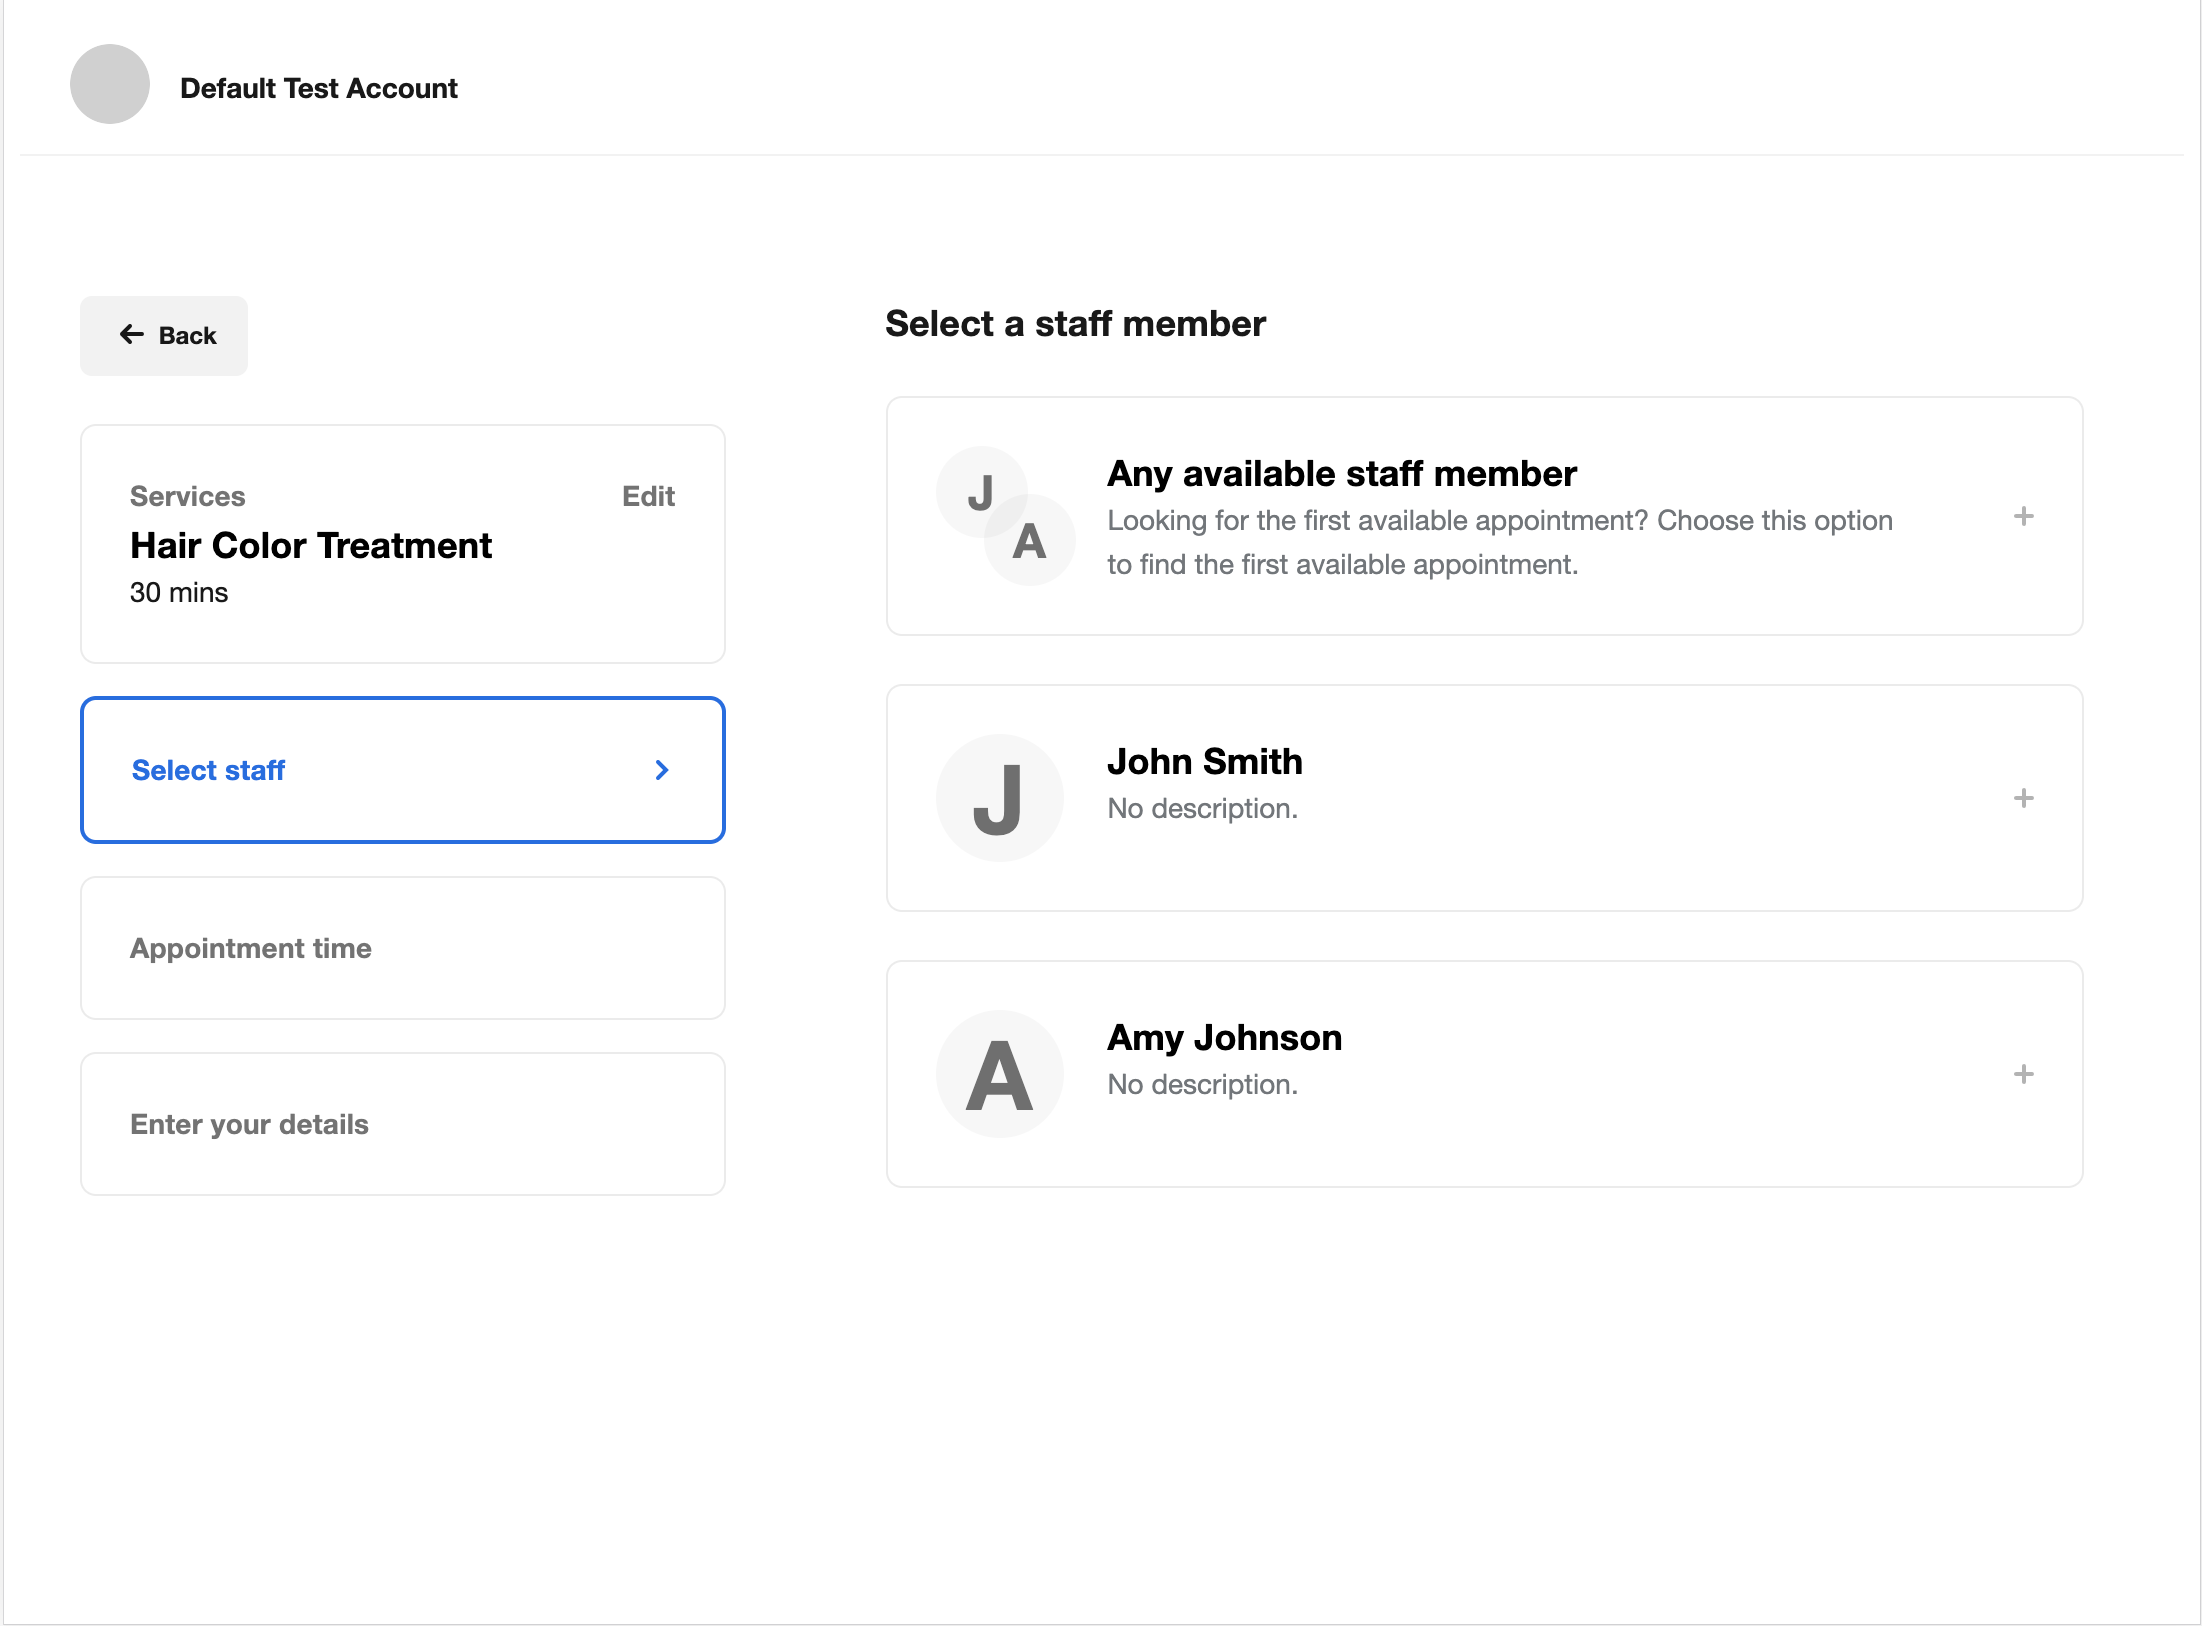 Default Test Account
Back
Services
Edit
Hair Color Treatment
30 mins
Select staff
Appointment time
Enter your details
Select a staff member
J
A
Any available staff member
Looking for the first available appointment? Choose this option
to find the first available appointment.
J
John Smith
No description.
A
Amy Johnson
No description.